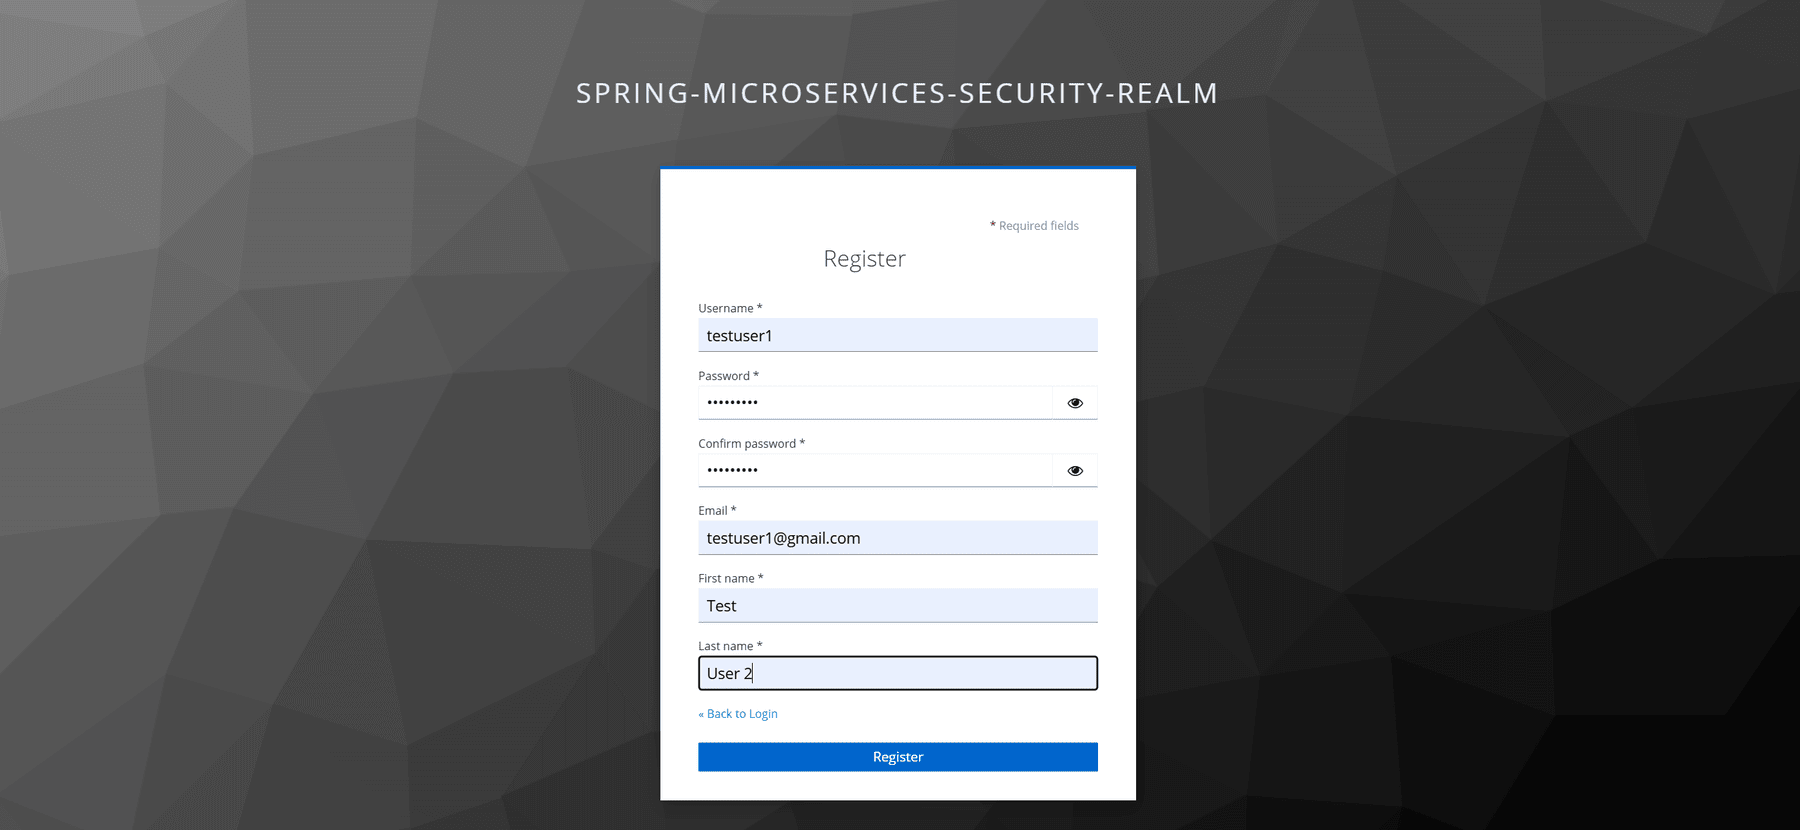 SPRING-MICROSERVICES-SECURITY-REALM
* Required fields
Register
Username *
testuser1
Password *
•••••••••
Confirm password *
•••••••••
Email *
testuser1@gmail.com
First name *
Test
Last name *
User 2
« Back to Login
Register